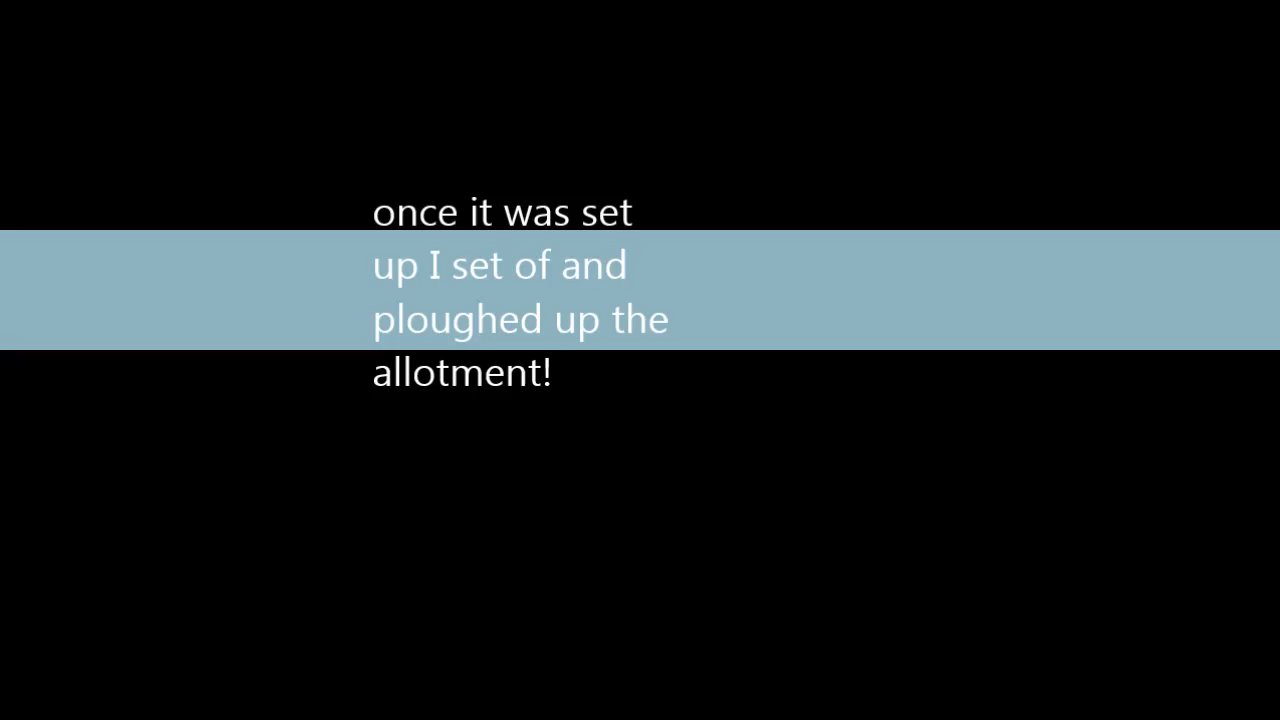 once it was set
up I set of and
ploughed up the
allotment!